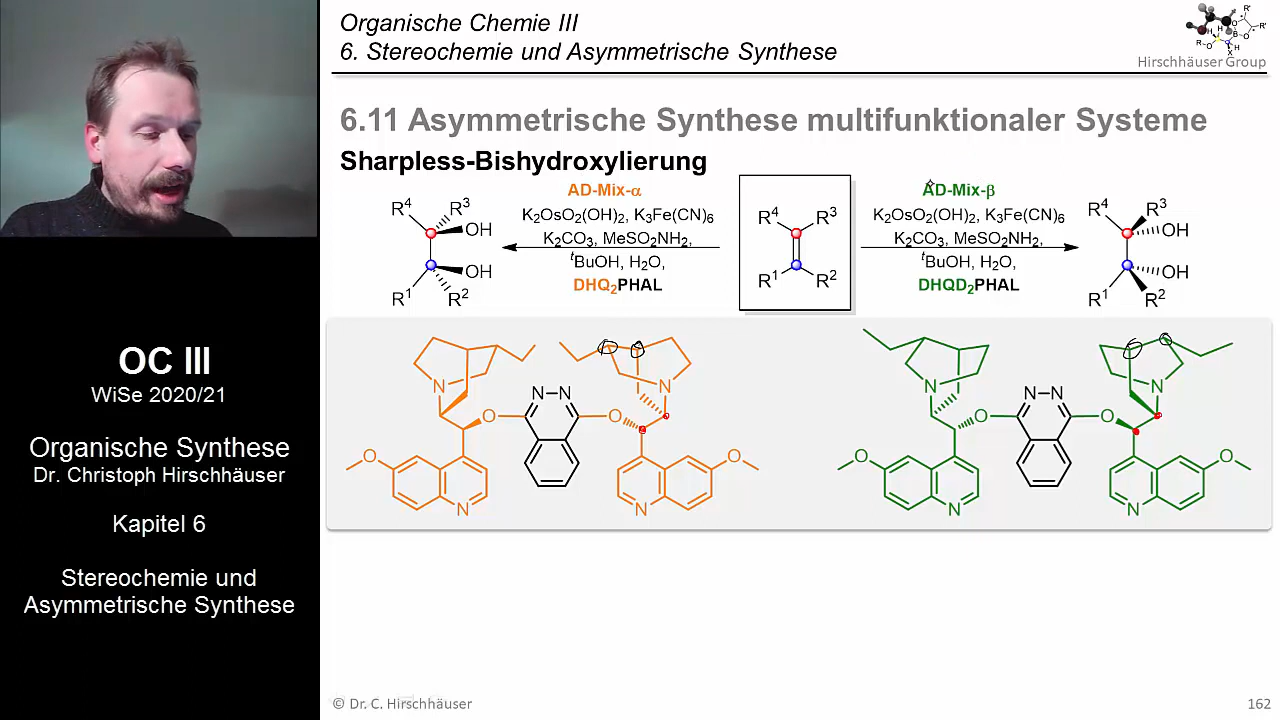 Organische Chemie III
6. Stereochemie und Asymmetrische Synthese
Hirschhäuser Group
6.11 Asymmetrische Synthese multifunktionaler Systeme
Sharpless-Bishydroxylierung
R⁴ R³
OH
OH
R¹ R²
AD-Mix-α
K₂OsO₂(OH)₂, K₃Fe(CN)₆
K₂CO₃, MeSO₂NH₂,
ᵗBuOH, H₂O,
DHQ₂PHAL
R⁴ R³
R¹ R²
AD-Mix-β
K₂OsO₂(OH)₂, K₃Fe(CN)₆
K₂CO₃, MeSO₂NH₂,
ᵗBuOH, H₂O,
DHQD₂PHAL
R⁴ R³
OH
OH
R¹ R²
N N–N N
O O
O O
N N
N N–N N
O O
O O
N N
OC III
WiSe 2020/21
Organische Synthese
Dr. Christoph Hirschhäuser
Kapitel 6
Stereochemie und
Asymmetrische Synthese
© Dr. C. Hirschhäuser
162